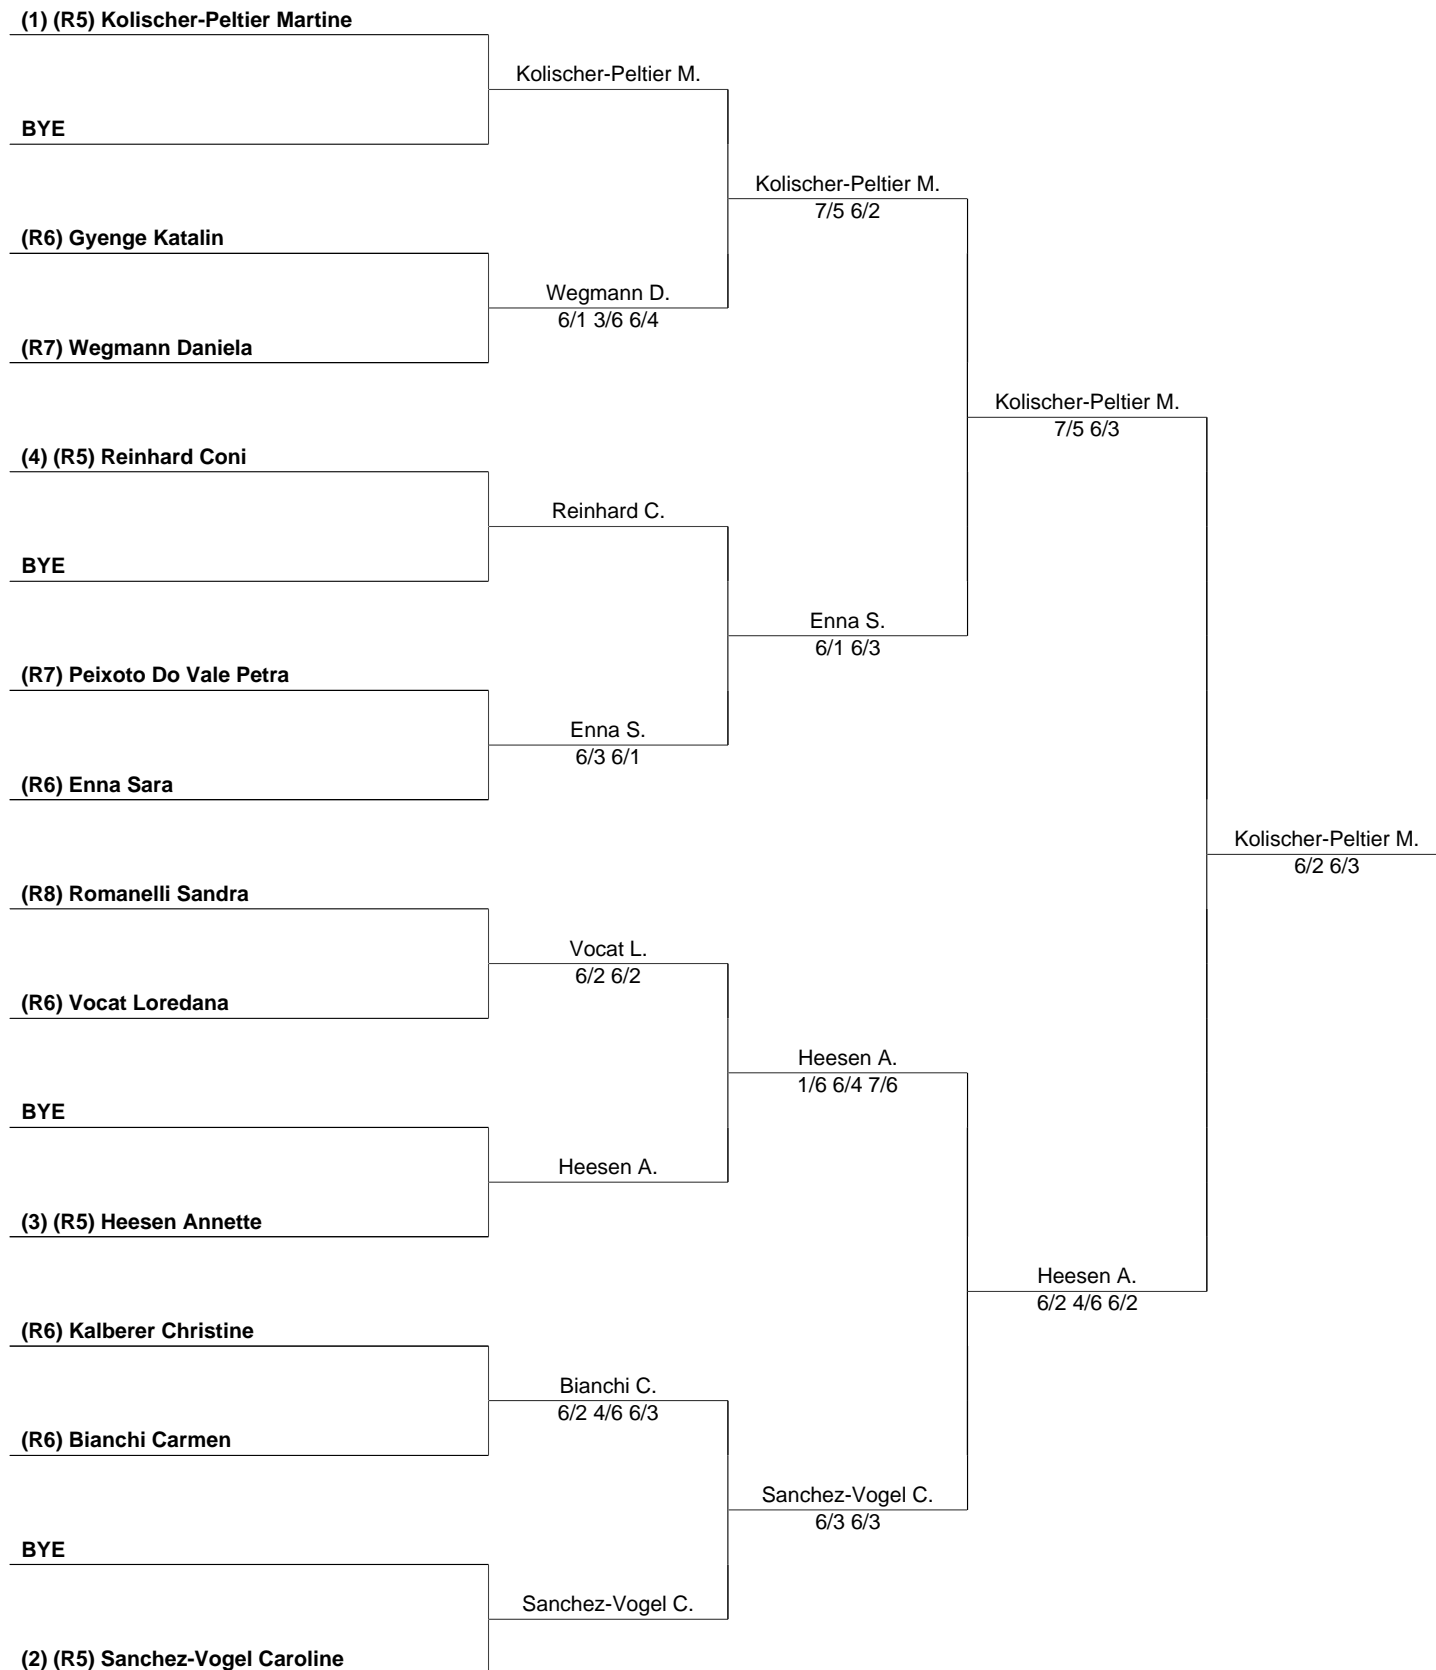 (1) (R5) Kolischer-Peltier Martine
Kolischer-Peltier M.
BYE
Kolischer-Peltier M.
7/5 6/2
(R6) Gyenge Katalin
Wegmann D.
6/1 3/6 6/4
(R7) Wegmann Daniela
Kolischer-Peltier M.
7/5 6/3
(4) (R5) Reinhard Coni
Reinhard C.
BYE
Enna S.
6/1 6/3
(R7) Peixoto Do Vale Petra
Enna S.
6/3 6/1
(R6) Enna Sara
Kolischer-Peltier M.
6/2 6/3
(R8) Romanelli Sandra
Vocat L.
6/2 6/2
(R6) Vocat Loredana
Heesen A.
1/6 6/4 7/6
BYE
Heesen A.
(3) (R5) Heesen Annette
Heesen A.
6/2 4/6 6/2
(R6) Kalberer Christine
Bianchi C.
6/2 4/6 6/3
(R6) Bianchi Carmen
Sanchez-Vogel C.
6/3 6/3
BYE
Sanchez-Vogel C.
(2) (R5) Sanchez-Vogel Caroline